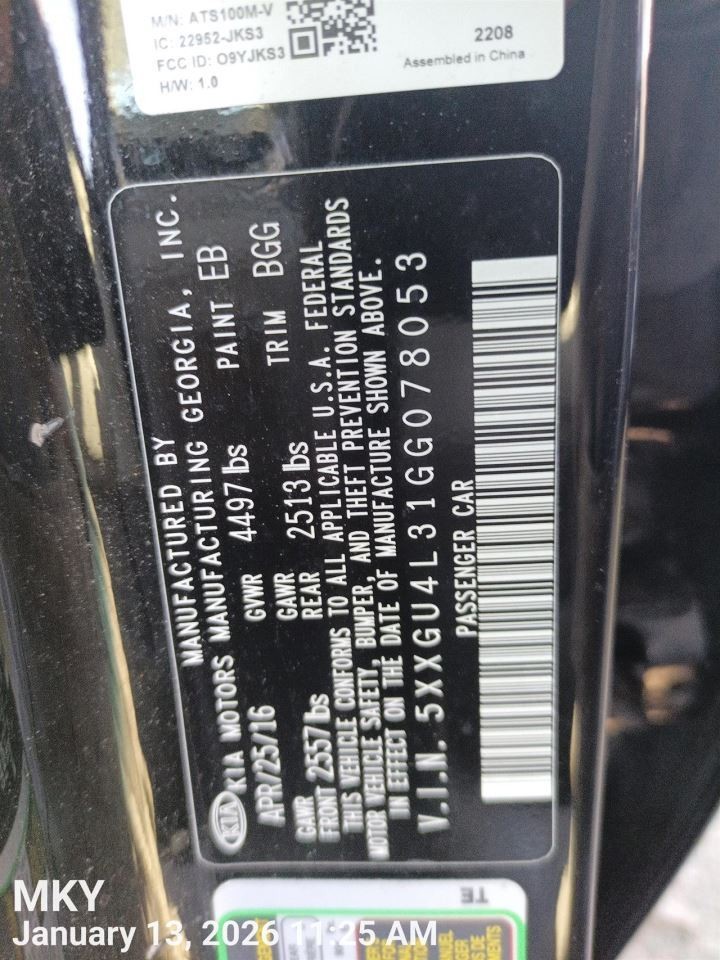 M/N: ATS100M-V
IC: 22952-JKS3
FCC ID: O9YJKS3
H/W: 1.0
2208
Assembled in China
MANUFACTURED BY
KIA KIA MOTORS MANUFACTURING GEORGIA, INC.
APR/25/16 GVWR 4497 lbs PAINT EB
GAWR FRONT 2557 lbs GAWR REAR 2513 lbs TRIM BGG
THIS VEHICLE CONFORMS TO ALL APPLICABLE U.S.A. FEDERAL
MOTOR VEHICLE SAFETY, BUMPER, AND THEFT PREVENTION STANDARDS
IN EFFECT ON THE DATE OF MANUFACTURE SHOWN ABOVE.
V.I.N. 5XXGU4L31GG078053
PASSENGER CAR
TE
MKY
January 13, 2026 11:25 AM